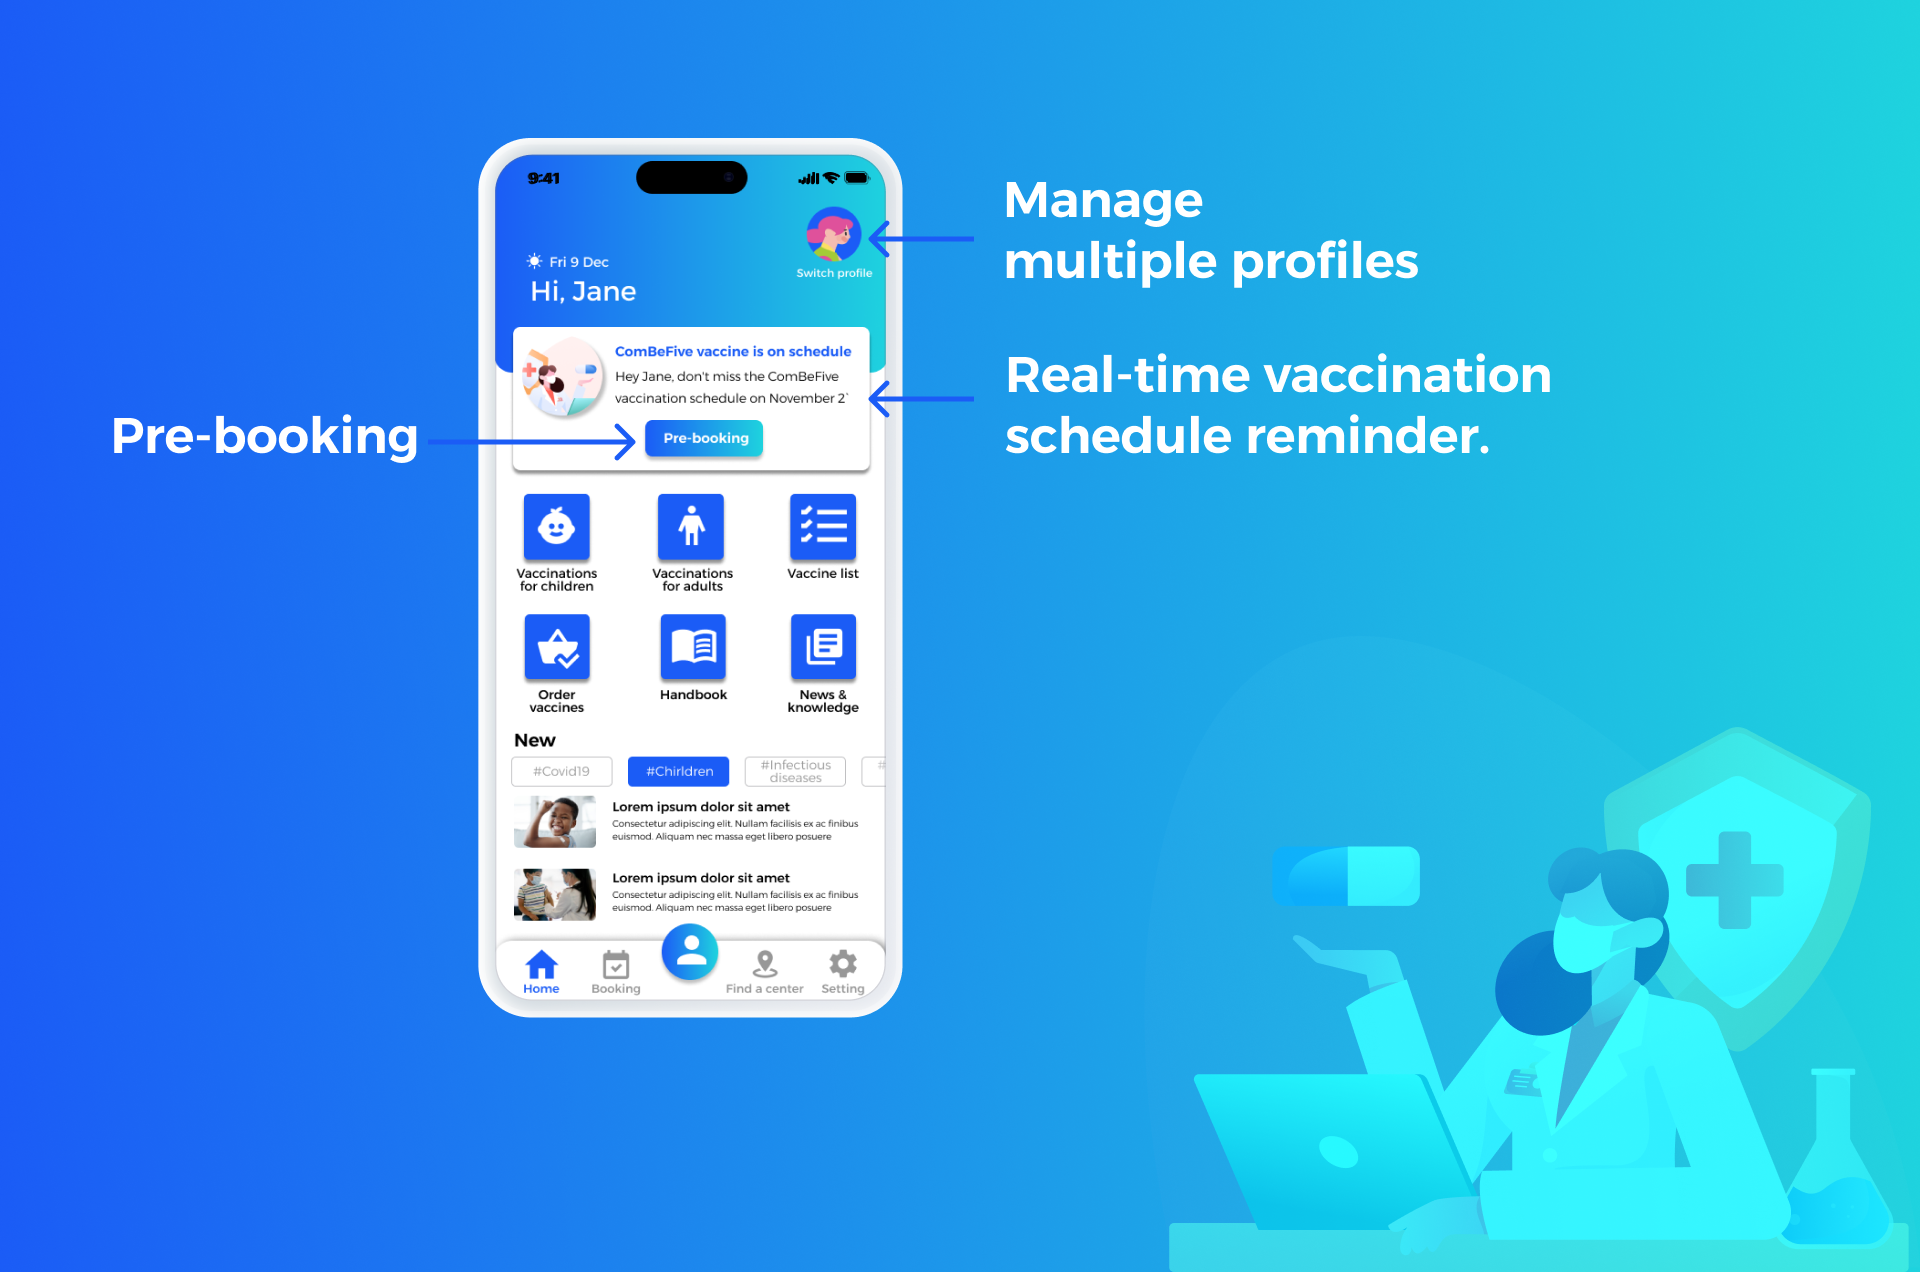 9:41
Fri 9 Dec
Hi, Jane
Switch profile
Manage
multiple profiles
ComBeFive vaccine is on schedule
Hey Jane, don't miss the ComBeFive
vaccination schedule on November 2
Pre-booking
Real-time vaccination
schedule reminder.
Pre-booking
Vaccinations
for children
Vaccinations
for adults
Vaccine list
Order
vaccines
Handbook
News &
knowledge
New
#Covid19
#Chirldren
#Infectious
diseases
#
Lorem ipsum dolor sit amet
Consectetur adipiscing elit. Nullam facilisis ex ac finibus
euismod. Aliquam nec massa eget libero posuere
Lorem ipsum dolor sit amet
Consectetur adipiscing elit. Nullam facilisis ex ac finibus
euismod. Aliquam nec massa eget libero posuere
Home
Booking
Find a center
Setting